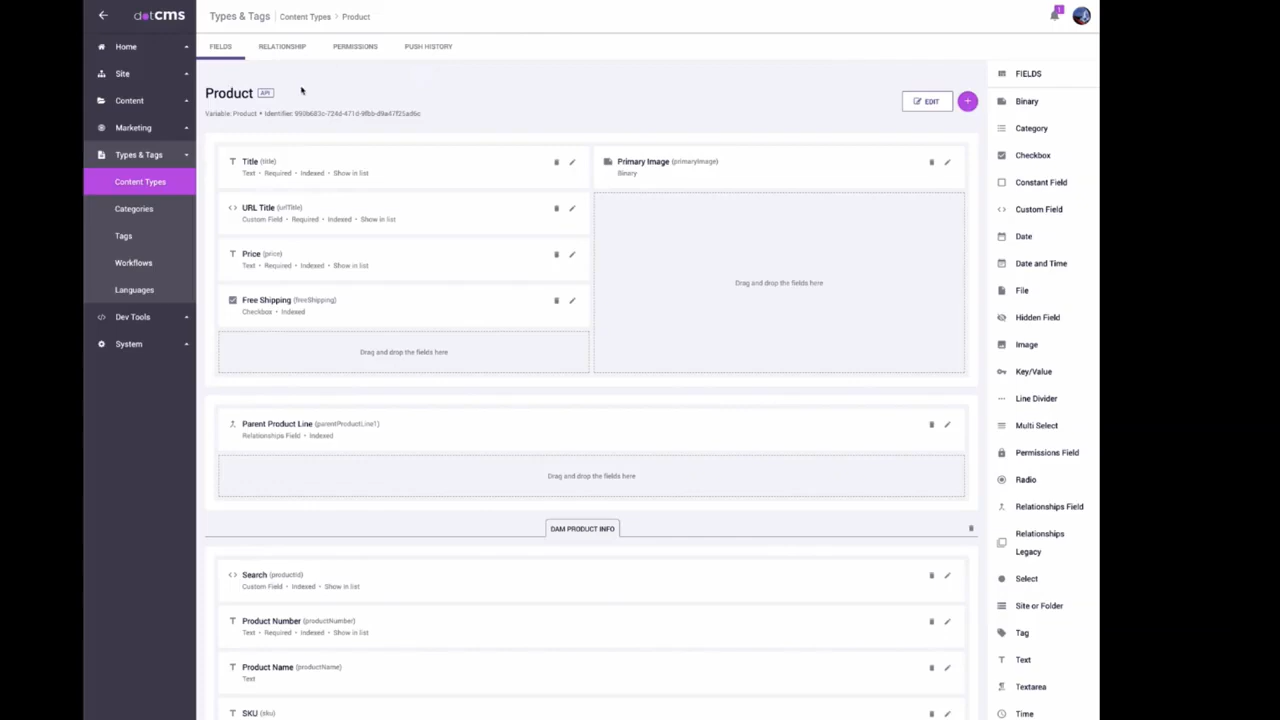 dotCMS
Types & Tags
Content Types > Product
1
Home
Site
Content
Marketing
Types & Tags
Content Types
Categories
Tags
Workflows
Languages
Dev Tools
System
FIELDS
RELATIONSHIP
PERMISSIONS
PUSH HISTORY
Product API
Variable: Product • Identifier:
EDIT
+
Title (title)
Text • Required • Indexed • Show in list
URL Title (urlTitle)
Custom Field • Required • Indexed • Show in list
Price (price)
Text • Required • Indexed • Show in list
Free Shipping (freeShipping)
Checkbox • Indexed
Drag and drop the fields here
Primary Image (primaryImage)
Binary
Drag and drop the fields here
Parent Product Line (parentProductLine1)
Relationships Field • Indexed
Drag and drop the fields here
DAM PRODUCT INFO
Search (productId)
Custom Field • Indexed • Show in list
Product Number (productNumber)
Text • Required • Indexed • Show in list
Product Name (productName)
Text
SKU (sku)
FIELDS
Binary
Category
Checkbox
Constant Field
Custom Field
Date
Date and Time
File
Hidden Field
Image
Key/Value
Line Divider
Multi Select
Permissions Field
Radio
Relationships Field
Relationships
Legacy
Select
Site or Folder
Tag
Text
Textarea
Time